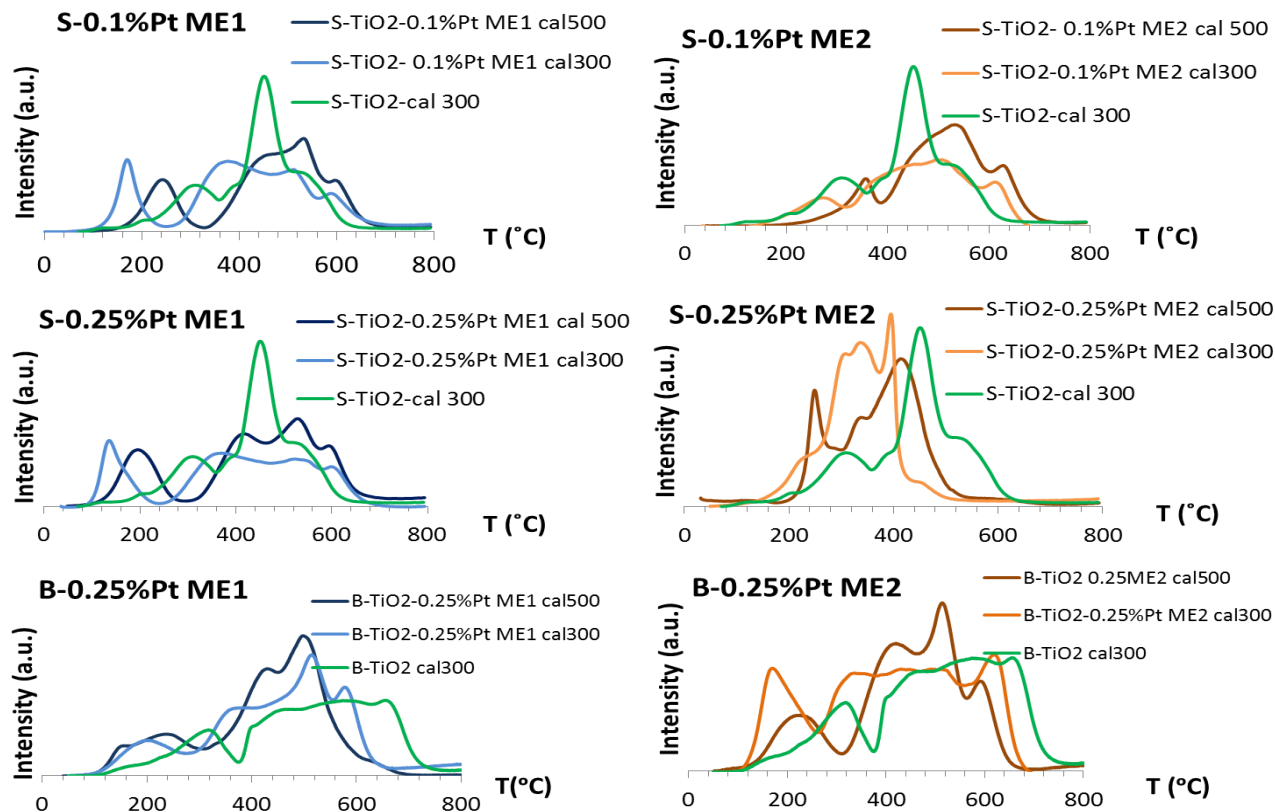 S-0.1%Pt ME1
S-TiO2-0.1%Pt ME1 cal500
S-TiO2- 0.1%Pt ME1 cal300
S-TiO2-cal 300
Intensity (a.u.)
0 200 400 600 800
T (˚C)
S-0.1%Pt ME2
S-TiO2- 0.1%Pt ME2 cal 500
S-TiO2-0.1%Pt ME2 cal300
S-TiO2-cal 300
Intensity (a.u.)
0 200 400 600 800
T (˚C)
S-0.25%Pt ME1
S-TiO2-0.25%Pt ME1 cal 500
S-TiO2-0.25%Pt ME1 cal300
S-TiO2-cal 300
Intensity (a.u.)
0 200 400 600 800
T (˚C)
S-0.25%Pt ME2
S-TiO2-0.25%Pt ME2 cal500
S-TiO2-0.25%Pt ME2 cal300
S-TiO2-cal 300
Intensity (a.u.)
0 200 400 600 800
T (˚C)
B-0.25%Pt ME1
B-TiO2-0.25%Pt ME1 cal500
B-TiO2-0.25%Pt ME1 cal300
B-TiO2 cal300
Intensity (a.u.)
0 200 400 600 800
T(ºC)
B-0.25%Pt ME2
B-TiO2 0.25ME2 cal500
B-TiO2-0.25%Pt ME2 cal300
B-TiO2 cal300
Intensity (a.u.)
0 200 400 600 800
T (ºC)